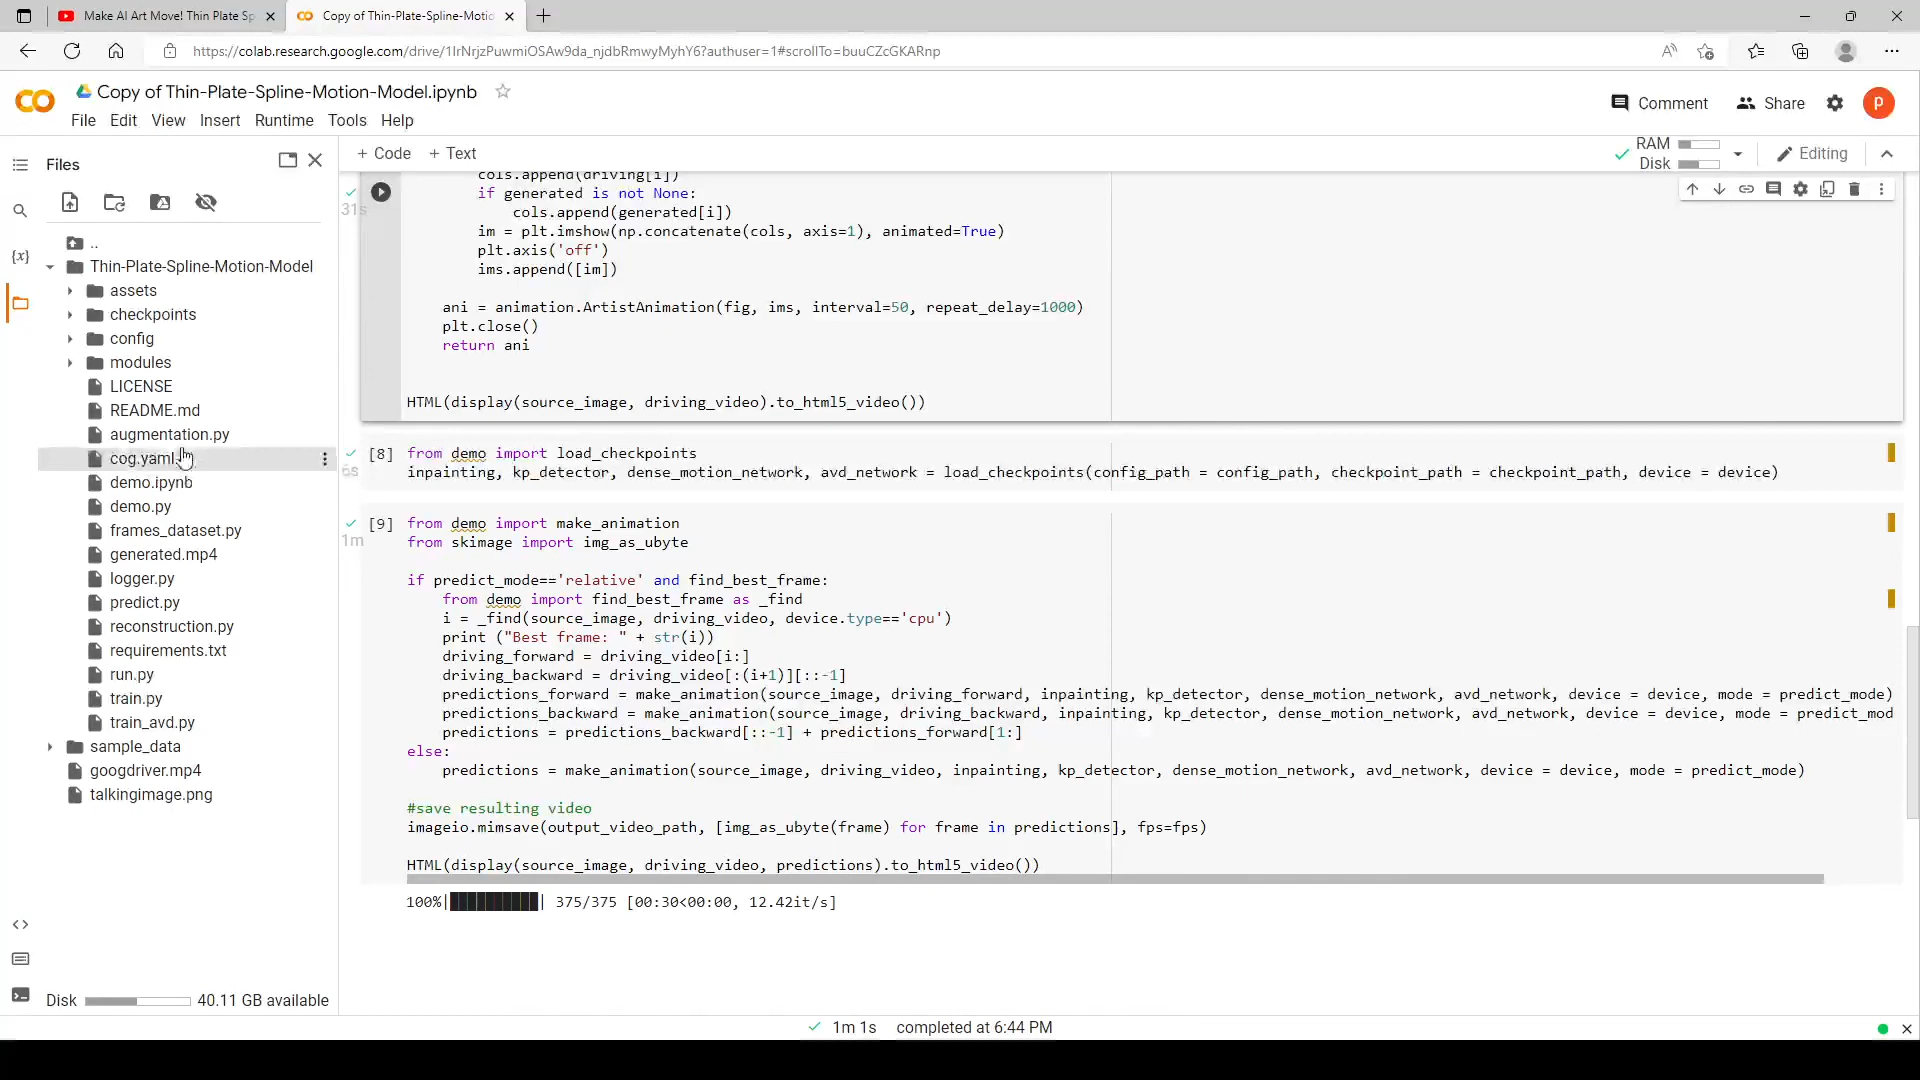 Make AI Art Move! Thin Plate Sp
Copy of Thin-Plate-Spline-Motio
https://colab.research.google.com/drive/1IrNrjzPuwmiOSAw9da_njdbRmwyMyhY6?authuser=1#scrollTo=buuCZcGKARnp
Copy of Thin-Plate-Spline-Motion-Model.ipynb
File Edit View Insert Runtime Tools Help
Comment
Share
P
Files
+ Code + Text
RAM
Disk
Editing
..
Thin-Plate-Spline-Motion-Model
assets
checkpoints
config
modules
LICENSE
README.md
augmentation.py
cog.yaml
demo.ipynb
demo.py
frames_dataset.py
generated.mp4
logger.py
predict.py
reconstruction.py
requirements.txt
run.py
train.py
train_avd.py
sample_data
googdriver.mp4
talkingimage.png
Disk 40.11 GB available
31s
cols.append(driving[i])
if generated is not None:
cols.append(generated[i])
im = plt.imshow(np.concatenate(cols, axis=1), animated=True)
plt.axis('off')
ims.append([im])
ani = animation.ArtistAnimation(fig, ims, interval=50, repeat_delay=1000)
plt.close()
return ani
HTML(display(source_image, driving_video).to_html5_video())
[8] from demo import load_checkpoints
6s
inpainting, kp_detector, dense_motion_network, avd_network = load_checkpoints(config_path = config_path, checkpoint_path = checkpoint_path, device = device)
[9] from demo import make_animation
1m
from skimage import img_as_ubyte
if predict_mode=='relative' and find_best_frame:
from demo import find_best_frame as _find
i = _find(source_image, driving_video, device.type=='cpu')
print ("Best frame: " + str(i))
driving_forward = driving_video[i:]
driving_backward = driving_video[:(i+1)][::-1]
predictions_forward = make_animation(source_image, driving_forward, inpainting, kp_detector, dense_motion_network, avd_network, device = device, mode = predict_mode)
predictions_backward = make_animation(source_image, driving_backward, inpainting, kp_detector, dense_motion_network, avd_network, device = device, mode = predict_mod
predictions = predictions_backward[::-1] + predictions_forward[1:]
else:
predictions = make_animation(source_image, driving_video, inpainting, kp_detector, dense_motion_network, avd_network, device = device, mode = predict_mode)
#save resulting video
imageio.mimsave(output_video_path, [img_as_ubyte(frame) for frame in predictions], fps=fps)
HTML(display(source_image, driving_video, predictions).to_html5_video())
100%|██████████| 375/375 [00:30<00:00, 12.42it/s]
1m 1s completed at 6:44 PM